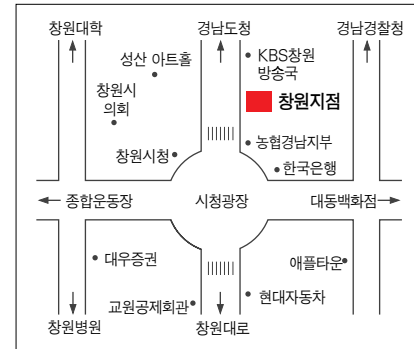 창원대학
경남도청
경남경찰청
성산 아트홀
KBS창원
방송국
창원시
의회
창원지점
창원시청
농협경남지부
한국은행
종합운동장
시청광장
대동백화점
대우증권
애플타운
교원공제회관
현대자동차
창원병원
창원대로